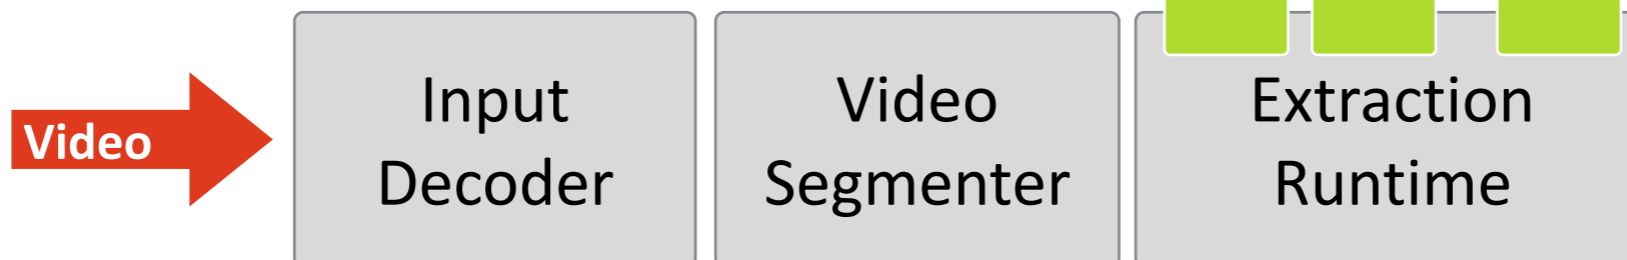 Video
Input
Decoder
Video
Segmenter
Extraction
Runtime